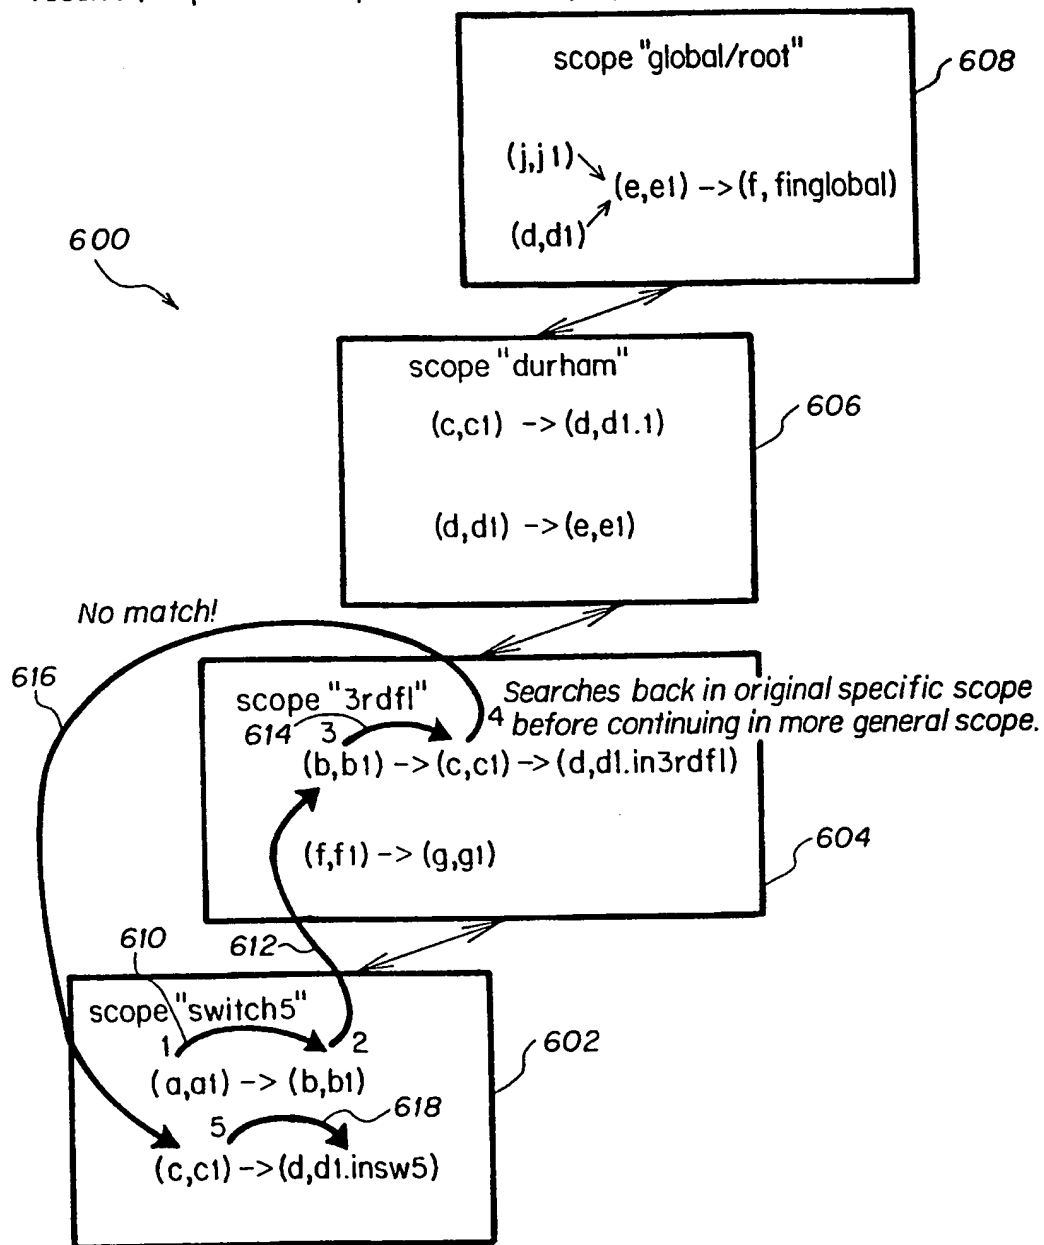 scope "global/root"
608
(j,j1)
(e,e1) -> (f, finglobal)
(d,d1)
600
scope "durham"
606
(c,c1) -> (d,d1.1)
(d,d1) -> (e,e1)
No match!
616
scope "3rdfl"
4 Searches back in original specific scope
before continuing in more general scope.
614 3
(b,b1) -> (c,c1) -> (d,d1.in3rdfl)
604
(f,f1) -> (g,g1)
610
612
scope "switch5"
1 2
602
(a,a1) -> (b,b1)
5 618
(c,c1) -> (d,d1.insw5)